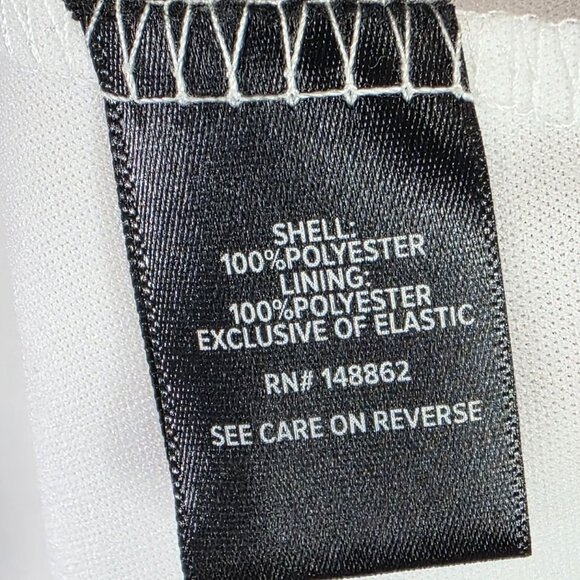 SHELL:
100%POLYESTER
LINING:
100%POLYESTER
EXCLUSIVE OF ELASTIC
RN# 148862
SEE CARE ON REVERSE